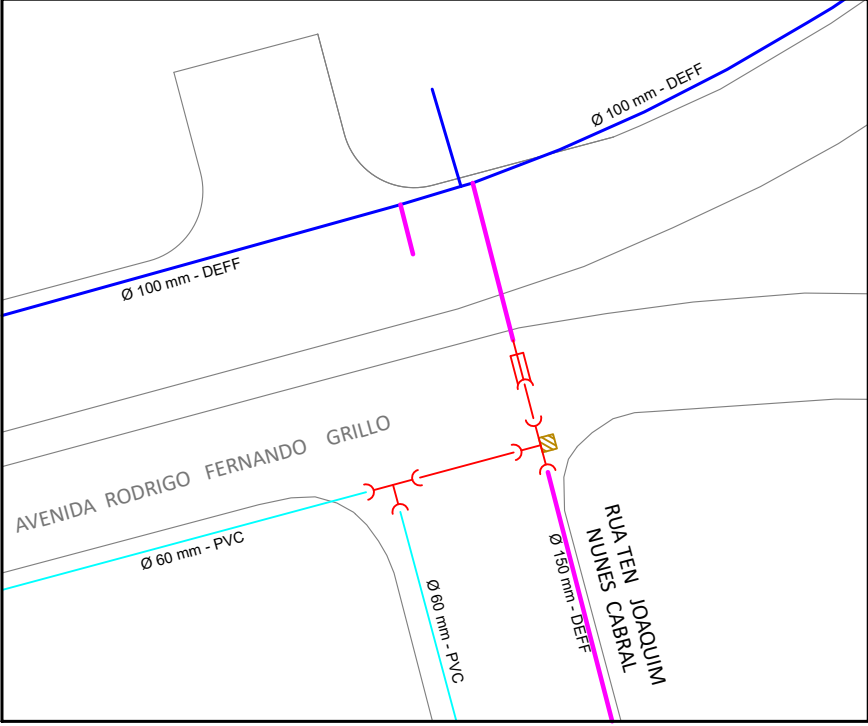 Ø 100 mm - DEFF
Ø 100 mm - DEFF
AVENIDA RODRIGO FERNANDO GRILLO
Ø 60 mm - PVC
Ø 60 mm - PVC
Ø 150 mm - DEFF
RUA TEN JOAQUIM
NUNES CABRAL